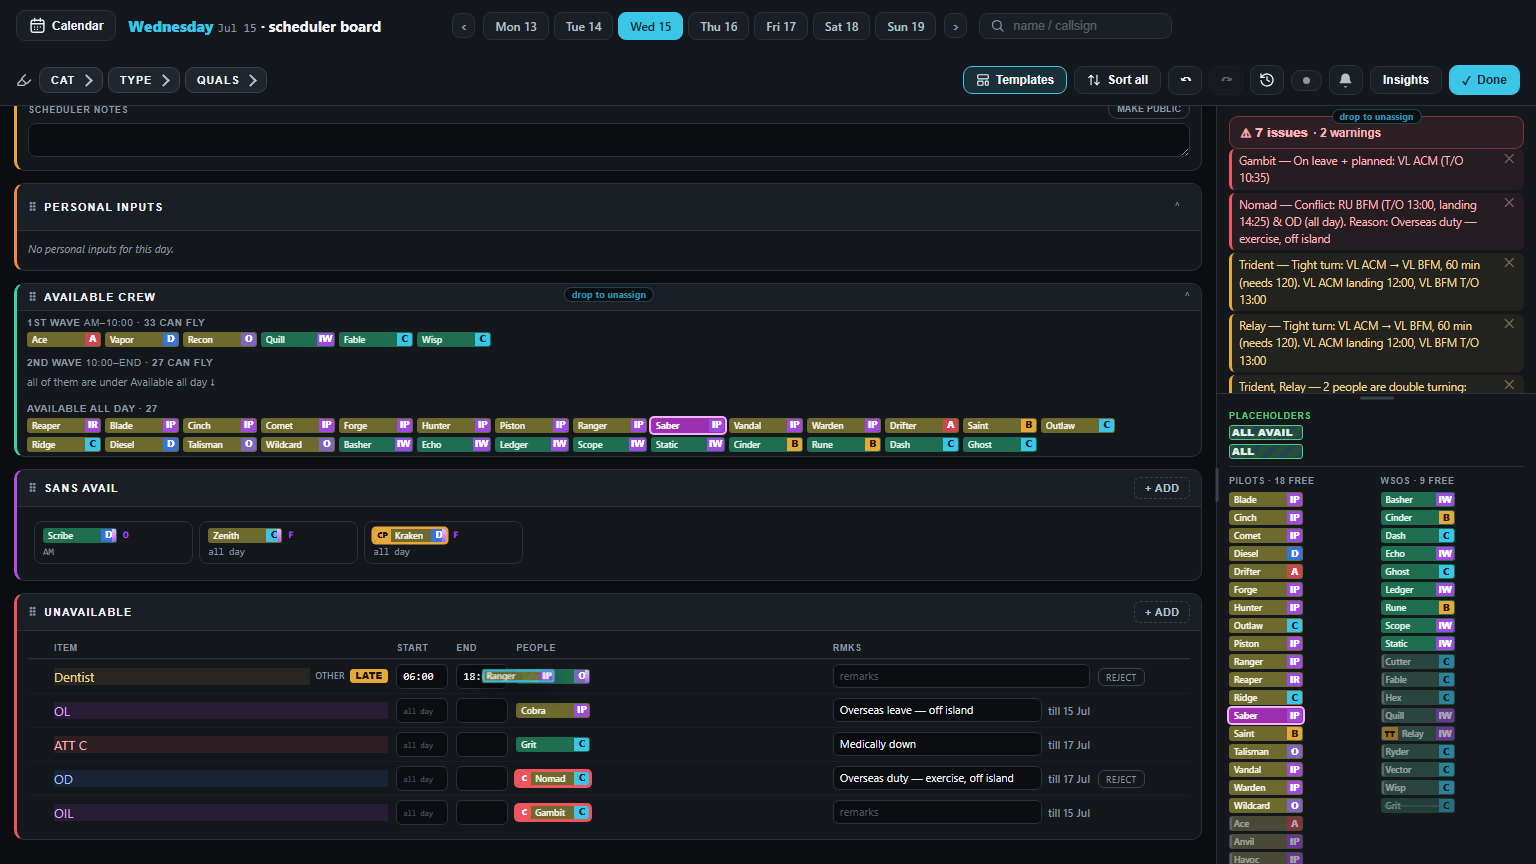 Calendar Wednesday Jul 15 · scheduler board ‹ Mon 13 Tue 14 Wed 15 Thu 16 Fri 17 Sat 18 Sun 19 › name / callsign
CAT TYPE QUALS Templates Sort all Insights ✓ Done
SCHEDULER NOTES MAKE PUBLIC
PERSONAL INPUTS
No personal inputs for this day.
AVAILABLE CREW drop to unassign
1ST WAVE AM–10:00 · 33 CAN FLY
Ace A Vapor D Recon O Quill IW Fable C Wisp C
2ND WAVE 10:00–END · 27 CAN FLY
all of them are under Available all day ↓
AVAILABLE ALL DAY · 27
Reaper IR Blade IP Cinch IP Comet IP Forge IP Hunter IP Piston IP Ranger IP Saber IP Vandal IP Warden IP Drifter A Saint B Outlaw C
Ridge C Diesel D Talisman O Wildcard O Basher IW Echo IW Ledger IW Scope IW Static IW Cinder B Rune B Dash C Ghost C
SANS AVAIL + ADD
Scribe D O Zenith C F CP Kraken D F
AM all day all day
UNAVAILABLE + ADD
ITEM START END PEOPLE RMKS
Dentist OTHER LATE 06:00 18: Ranger IP O remarks REJECT
OL all day Cobra IP Overseas leave — off island till 15 Jul
ATT C all day Grit C Medically down till 17 Jul
OD all day C Nomad C Overseas duty — exercise, off island till 17 Jul REJECT
OIL all day C Gambit C remarks till 15 Jul
drop to unassign
⚠ 7 issues · 2 warnings
Gambit — On leave + planned: VL ACM (T/O
10:35)
Nomad — Conflict: RU BFM (T/O 13:00, landing
14:25) & OD (all day). Reason: Overseas duty —
exercise, off island
Trident — Tight turn: VL ACM → VL BFM, 60 min
(needs 120). VL ACM landing 12:00, VL BFM T/O
13:00
Relay — Tight turn: VL ACM → VL BFM, 60 min
(needs 120). VL ACM landing 12:00, VL BFM T/O
13:00
Trident, Relay — 2 people are double turning:
PLACEHOLDERS
ALL AVAIL
ALL
PILOTS · 18 FREE WSOS · 9 FREE
Blade IP Basher IW
Cinch IP Cinder B
Comet IP Dash C
Diesel D Echo IW
Drifter A Ghost C
Forge IP Ledger IW
Hunter IP Rune B
Outlaw C Scope IW
Piston IP Static IW
Ranger IP Cutter C
Reaper IR Fable C
Ridge C Hex C
Saber IP Quill IW
Saint B TT Relay IW
Talisman O Ryder C
Vandal IP Vector C
Warden IP Wisp C
Wildcard O Grit C
Ace A
Anvil IP
Havoc IP